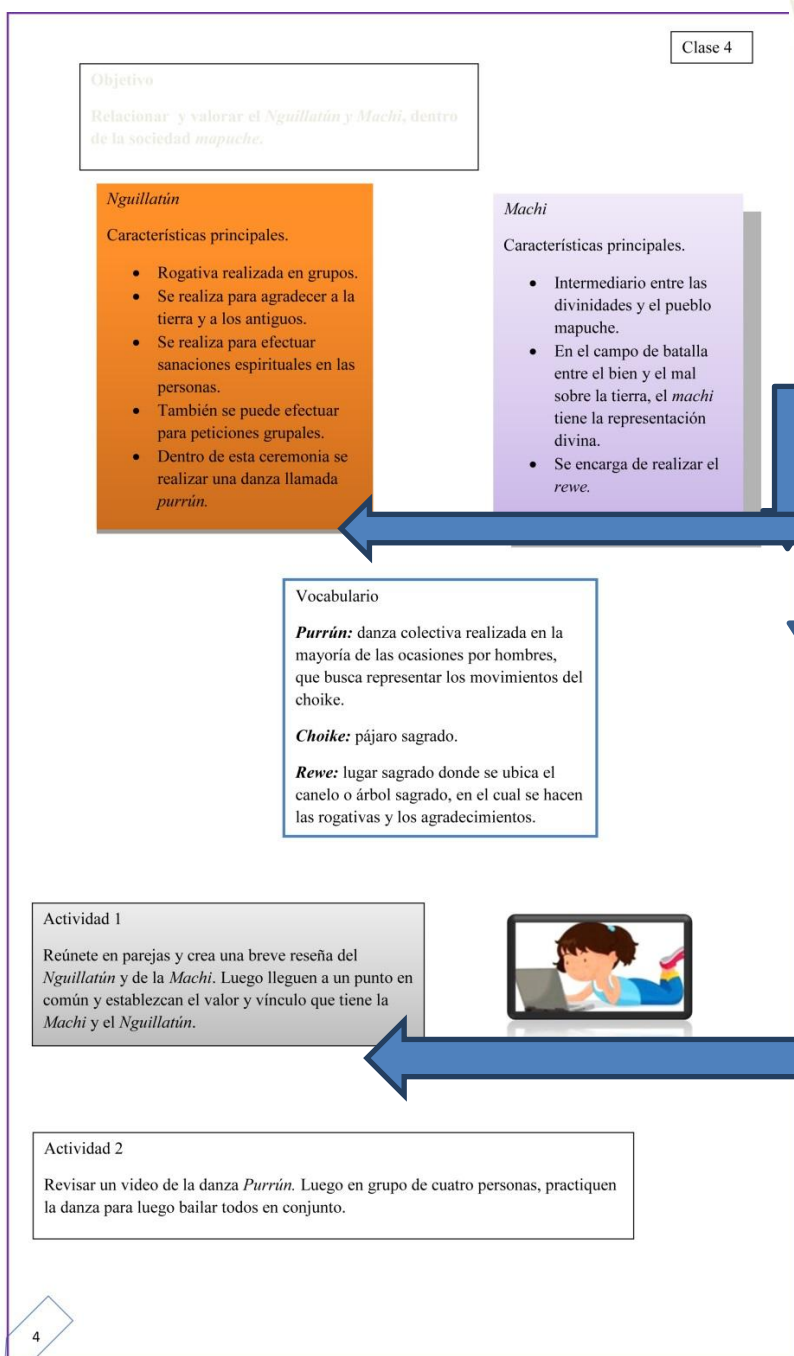 Clase 4
Objetivo
Relacionar y valorar el Nguillatún y Machi, dentro
de la sociedad mapuche.
Nguillatún
Características principales.
• Rogativa realizada en grupos.
• Se realiza para agradecer a la
tierra y a los antiguos.
• Se realiza para efectuar
sanaciones espirituales en las
personas.
• También se puede efectuar
para peticiones grupales.
• Dentro de esta ceremonia se
realizar una danza llamada
purrún.
Machi
Características principales.
• Intermediario entre las
divinidades y el pueblo
mapuche.
• En el campo de batalla
entre el bien y el mal
sobre la tierra, el machi
tiene la representación
divina.
• Se encarga de realizar el
rewe.
Vocabulario
Purrún: danza colectiva realizada en la
mayoría de las ocasiones por hombres,
que busca representar los movimientos del
choike.
Choike: pájaro sagrado.
Rewe: lugar sagrado donde se ubica el
canelo o árbol sagrado, en el cual se hacen
las rogativas y los agradecimientos.
Actividad 1
Reúnete en parejas y crea una breve reseña del
Nguillatún y de la Machi. Luego lleguen a un punto en
común y establezcan el valor y vínculo que tiene la
Machi y el Nguillatún.
Actividad 2
Revisar un video de la danza Purrún. Luego en grupo de cuatro personas, practiquen
la danza para luego bailar todos en conjunto.
4